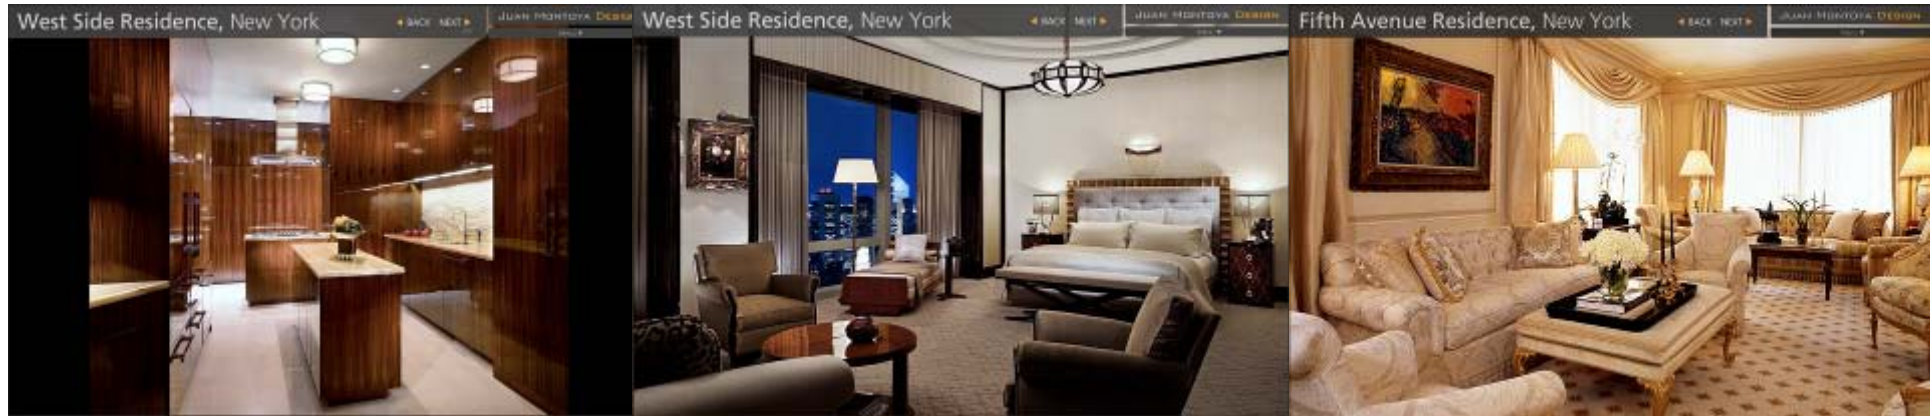 West Side Residence, New York
BACK NEXT
JUAN MONTOYA DESIGN
West Side Residence, New York
BACK NEXT
JUAN MONTOYA DESIGN
Fifth Avenue Residence, New York
BACK NEXT
JUAN MONTOYA DESIGN